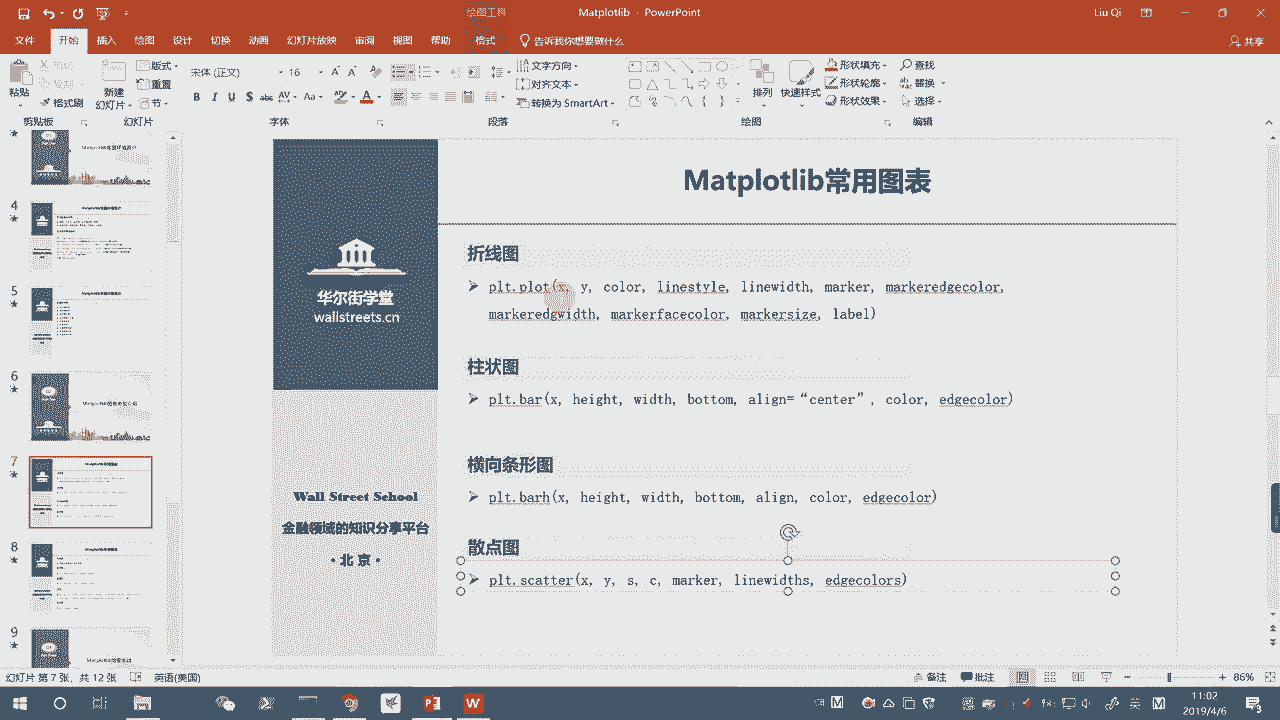 绘图工具
Matplotlib - PowerPoint
Liu Qi
文件 开始 插入 绘图 设计 切换 动画 幻灯片放映 审阅 视图 帮助 格式 告诉我你想要做什么 共享
宋体 (正文) 16
粘贴 格式刷 新建 幻灯片 版式 重置 节
B I U S abc AV Aa A
文字方向 对齐文本 转换为 SmartArt
排列 快速样式 形状填充 形状轮廓 形状效果
查找 替换 选择
剪贴板 幻灯片 字体 段落 绘图 编辑
4
5
6
7
8
9
华尔街学堂
wallstreets.cn
Wall Street School
金融领域的知识分享平台
· 北 京 ·
Matplotlib常用图表
折线图
➢ plt.plot(x, y, color, linestyle, linewidth, marker, markeredgecolor,
markeredgwidth, markerfacecolor, markersize, label)
柱状图
➢ plt.bar(x, height, width, bottom, align=“center”, color, edgecolor)
横向条形图
➢ plt.barh(x, height, width, bottom, align, color, edgecolor)
散点图
➢ plt.scatter(x, y, s, c, marker, linewidths, edgecolors)
幻灯片 第 7 张，共 12 张 英语(美国)
备注 批注 86%
11:02
2019/4/6